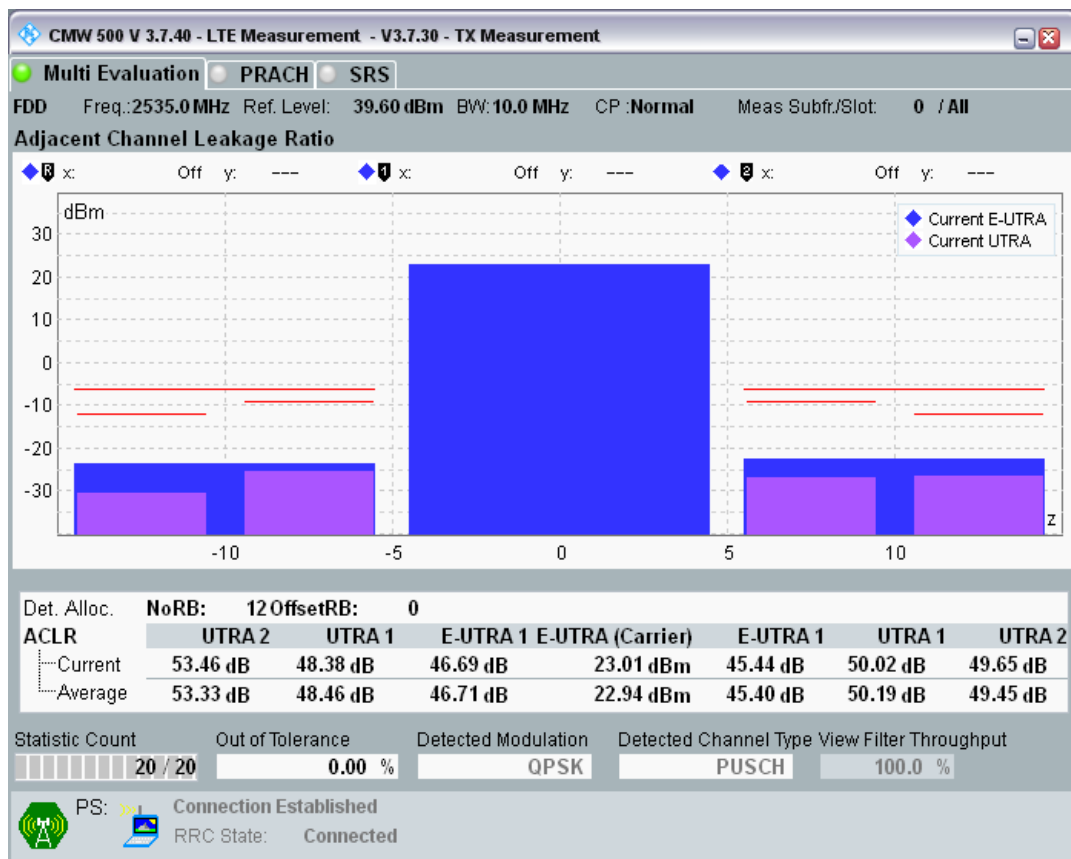 CMW 500 V 3.7.40 - LTE Measurement - V3.7.30 - TX Measurement
Multi Evaluation PRACH SRS
FDD Freq.:2535.0 MHz Ref. Level: 39.60 dBm BW:10.0 MHz CP :Normal Meas Subfr./Slot: 0 / All
Adjacent Channel Leakage Ratio
R x: Off y: --- 1 x: Off y: --- 2 x: Off y: ---
dBm
Current E-UTRA
Current UTRA
30
20
10
0
-10
-20
-30
z
-10 -5 0 5 10
Det. Alloc. NoRB: 12 OffsetRB: 0
ACLR UTRA 2 UTRA 1 E-UTRA 1 E-UTRA (Carrier) E-UTRA 1 UTRA 1 UTRA 2
Current 53.46 dB 48.38 dB 46.69 dB 23.01 dBm 45.44 dB 50.02 dB 49.65 dB
Average 53.33 dB 48.46 dB 46.71 dB 22.94 dBm 45.40 dB 50.19 dB 49.45 dB
Statistic Count Out of Tolerance Detected Modulation Detected Channel Type View Filter Throughput
20 / 20 0.00 % QPSK PUSCH 100.0 %
PS: Connection Established
RRC State: Connected